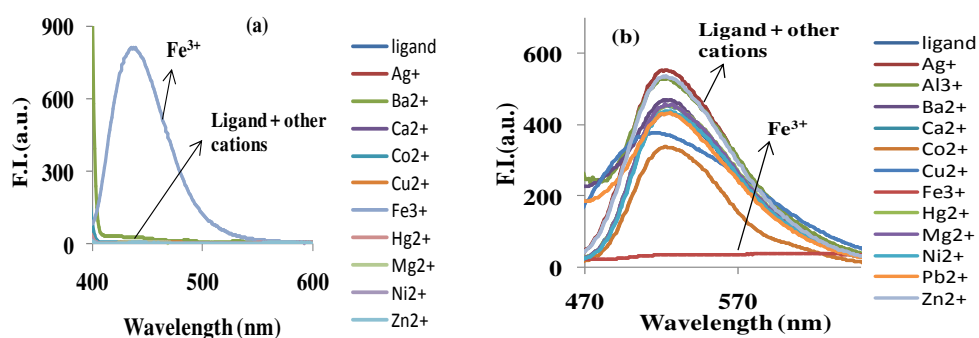 (a)
F.I.(a.u.)
900
600
300
0
Fe³⁺
Ligand + other
cations
400
500
600
Wavelength (nm)
ligand
Ag+
Ba2+
Ca2+
Co2+
Cu2+
Fe3+
Hg2+
Mg2+
Ni2+
Zn2+
(b)
F.I.(a.u.)
600
400
200
0
Ligand + other
cations
Fe³⁺
470
570
Wavelength (nm)
ligand
Ag+
Al3+
Ba2+
Ca2+
Co2+
Cu2+
Fe3+
Hg2+
Mg2+
Ni2+
Pb2+
Zn2+